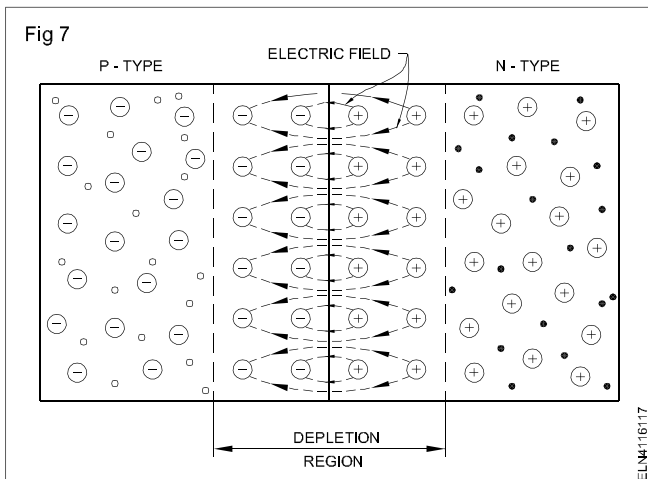 Fig 7
ELECTRIC FIELD
P - TYPE
N - TYPE
DEPLETION
REGION
ELN4116117